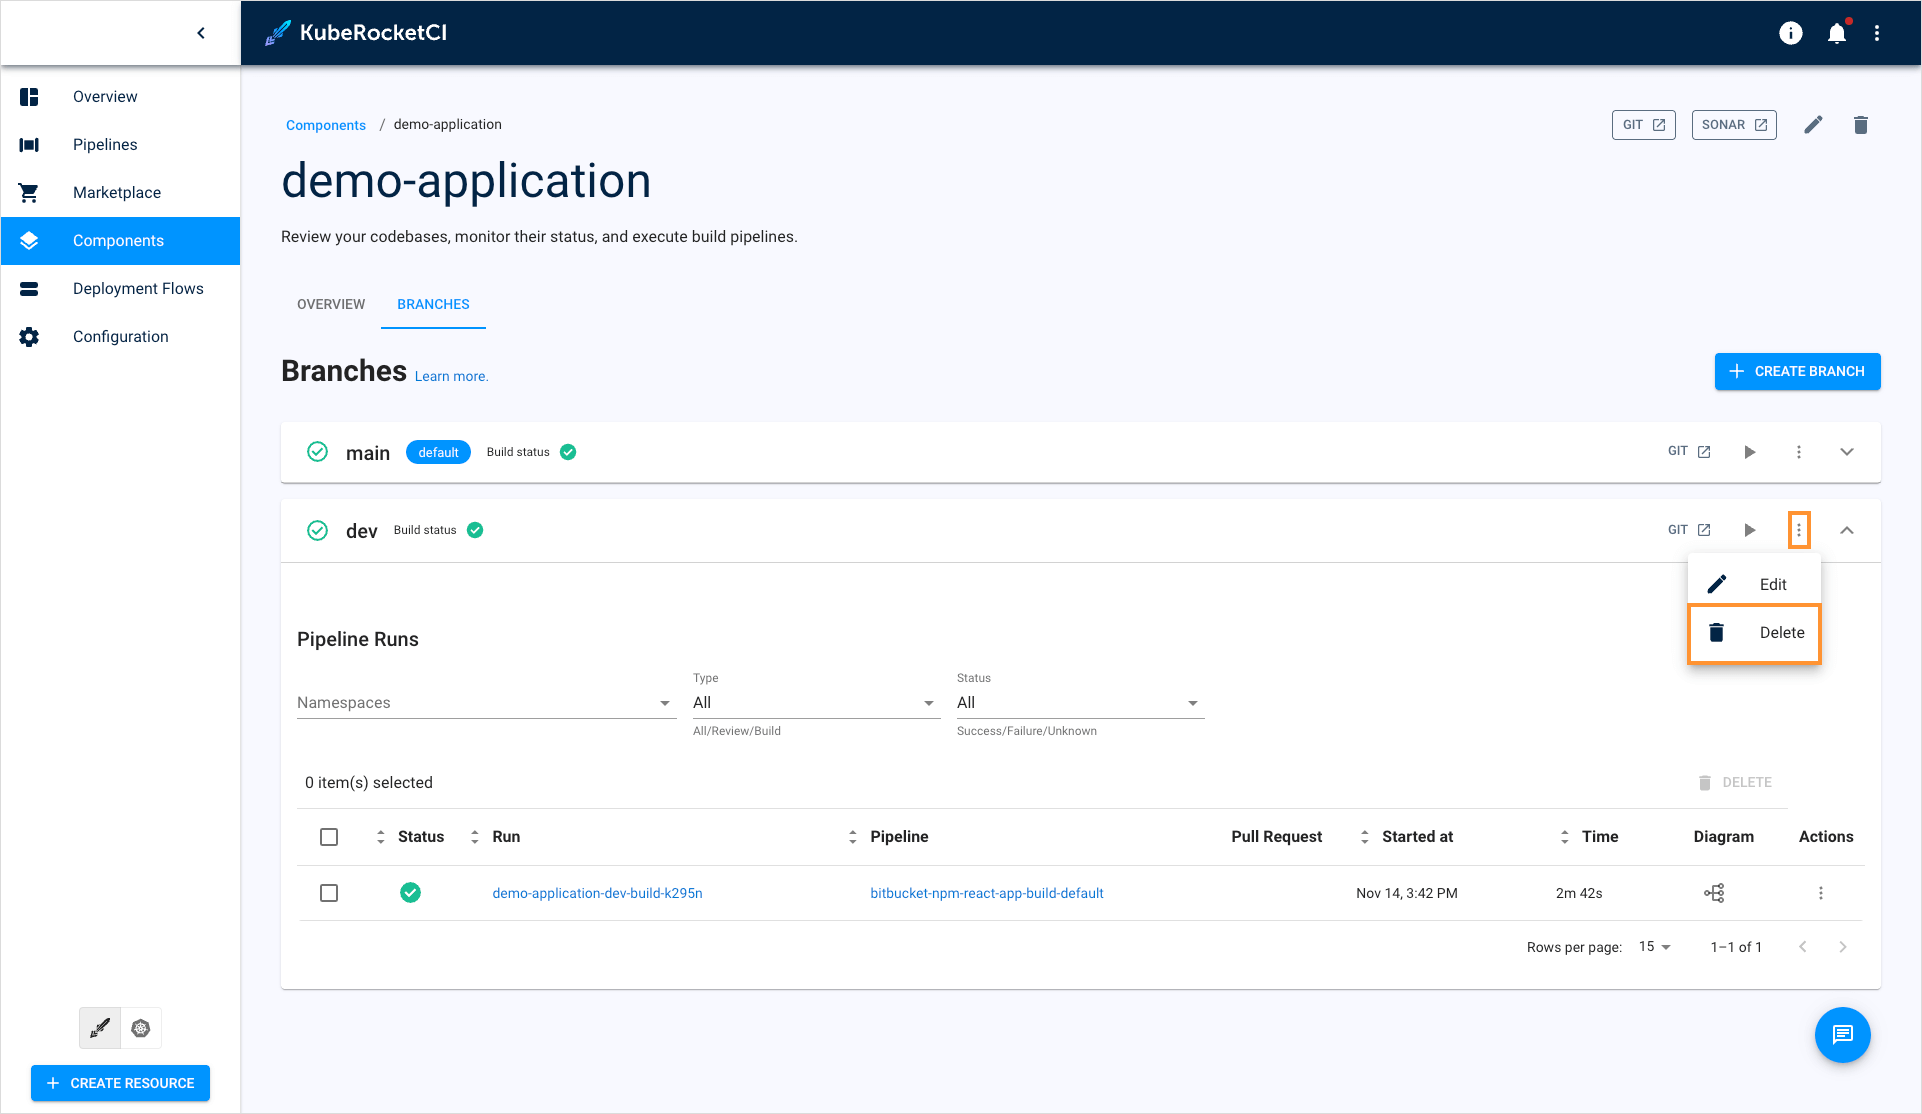 KubeRocketCI
Overview
Pipelines
Marketplace
Components
Deployment Flows
Configuration
CREATE RESOURCE
Components / demo-application
GIT
SONAR
demo-application
Review your codebases, monitor their status, and execute build pipelines.
OVERVIEW
BRANCHES
Branches Learn more.
CREATE BRANCH
main default Build status
GIT
dev Build status
GIT
Edit
Delete
Pipeline Runs
Namespaces
Type
All
All/Review/Build
Status
All
Success/Failure/Unknown
0 item(s) selected
DELETE
Status Run Pipeline Pull Request Started at Time Diagram Actions
demo-application-dev-build-k295n bitbucket-npm-react-app-build-default Nov 14, 3:42 PM 2m 42s
Rows per page: 15 1–1 of 1